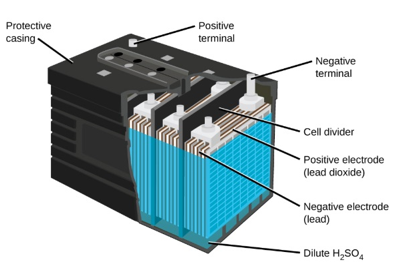 Protective
casing
Positive
terminal
Negative
terminal
Cell divider
Positive electrode
(lead dioxide)
Negative electrode
(lead)
Dilute H₂SO₄